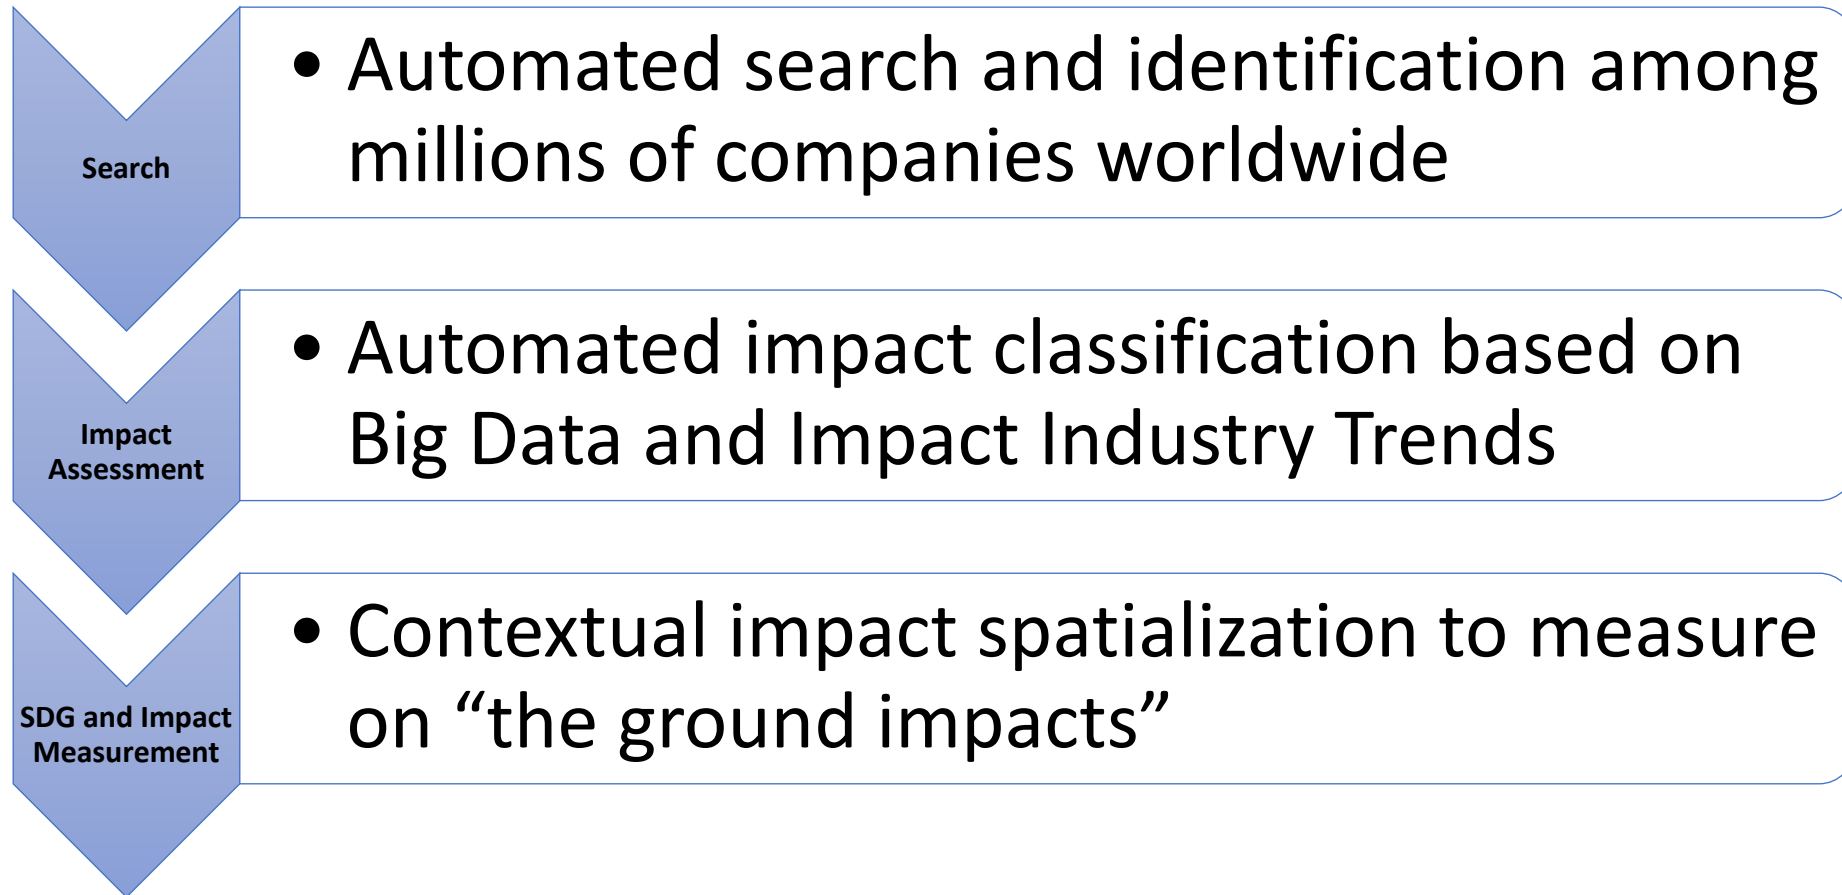 Search
• Automated search and identification among
millions of companies worldwide
Impact
Assessment
• Automated impact classification based on
Big Data and Impact Industry Trends
SDG and Impact
Measurement
• Contextual impact spatialization to measure
on “the ground impacts”